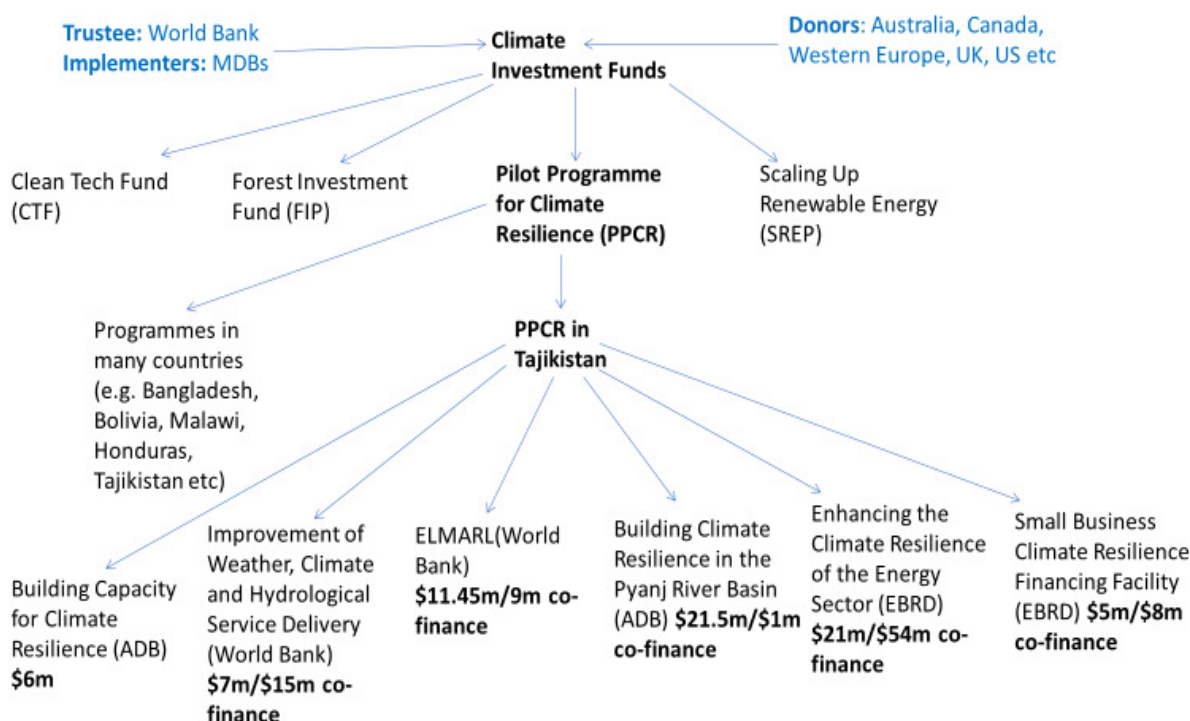 Trustee: World Bank
Implementers: MDBs
Climate
Investment Funds
Donors: Australia, Canada,
Western Europe, UK, US etc
Clean Tech Fund
(CTF)
Forest Investment
Fund (FIP)
Pilot Programme
for Climate
Resilience (PPCR)
Scaling Up
Renewable Energy
(SREP)
Programmes in
many countries
(e.g. Bangladesh,
Bolivia, Malawi,
Honduras,
Tajikistan etc)
PPCR in
Tajikistan
Building Capacity
for Climate
Resilience (ADB)
$6m
Improvement of
Weather, Climate
and Hydrological
Service Delivery
(World Bank)
$7m/$15m co-
finance
ELMARL(World
Bank)
$11.45m/9m co-
finance
Building Climate
Resilience in the
Pyanj River Basin
(ADB) $21.5m/$1m
co-finance
Enhancing the
Climate Resilience
of the Energy
Sector (EBRD)
$21m/$54m co-
finance
Small Business
Climate Resilience
Financing Facility
(EBRD) $5m/$8m
co-finance